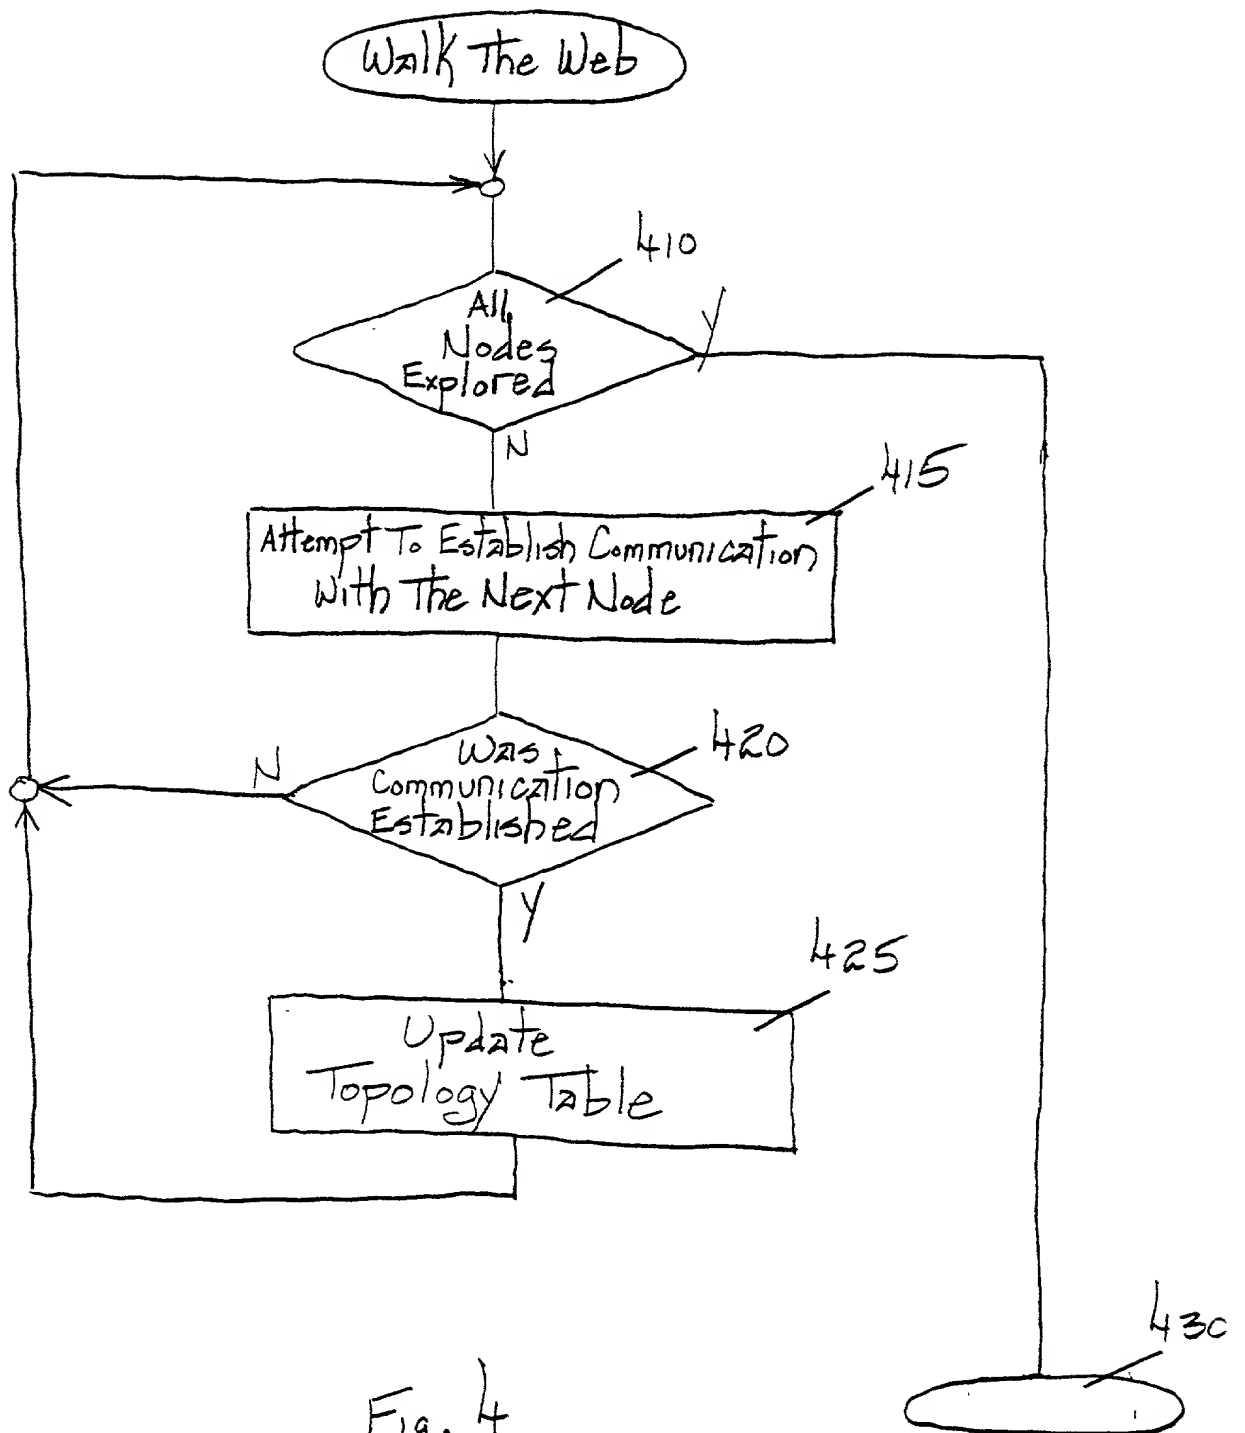 Walk The Web
410
All
Nodes
Explored
Y
N
415
Attempt To Establish Communication
With The Next Node
420
Was
Communication
Established
N
Y
425
Update
Topology Table
430
Fig. 4